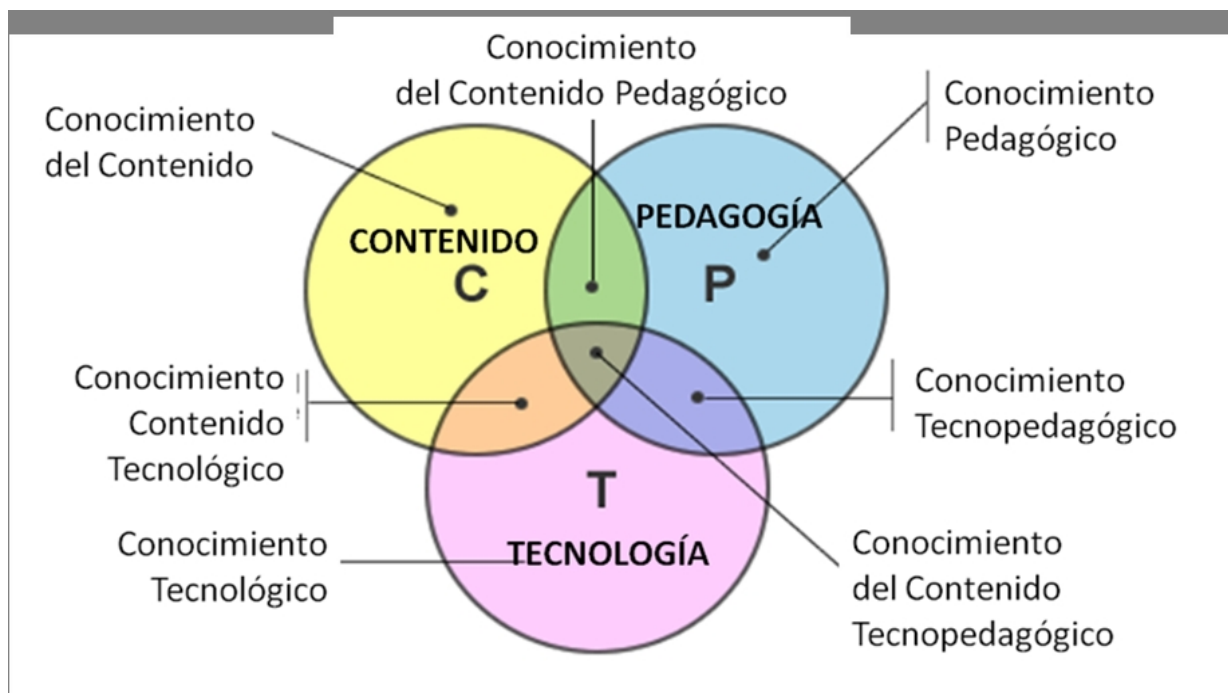 Conocimiento
del Contenido Pedagógico
Conocimiento
del Contenido
Conocimiento
Pedagógico
CONTENIDO
C
PEDAGOGÍA
P
Conocimiento
Contenido
Tecnológico
Conocimiento
Tecnopedagógico
T
TECNOLOGÍA
Conocimiento
Tecnológico
Conocimiento
del Contenido
Tecnopedagógico